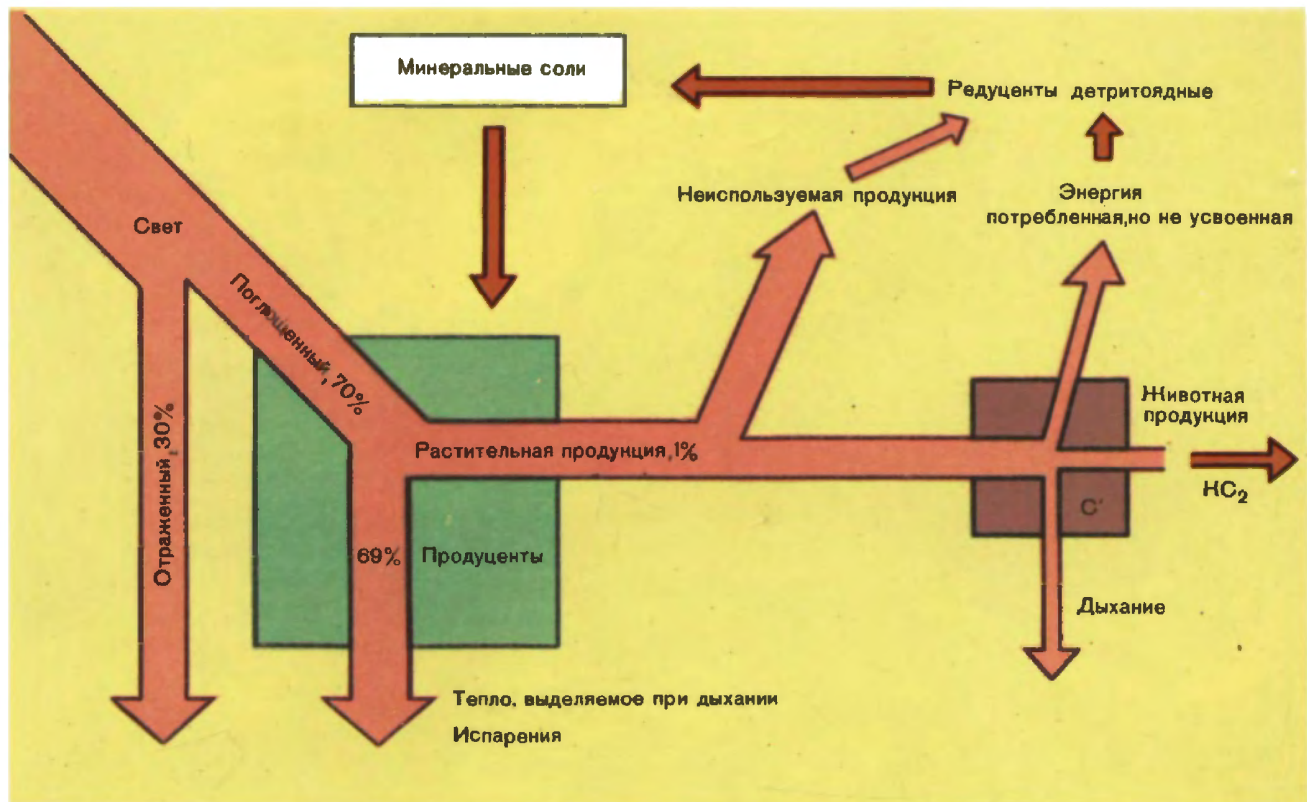 Минеральные соли
Редуценты детритоядные
Неиспользуемая продукция
Энергия
потребленная,но не усвоенная
Свет
Поглощенный, 70%
Отраженный, 30%
Растительная продукция,1%
Животная
продукция
НС2
С'
69%
Продуценты
Дыхание
Тепло, выделяемое при дыхании
Испарения